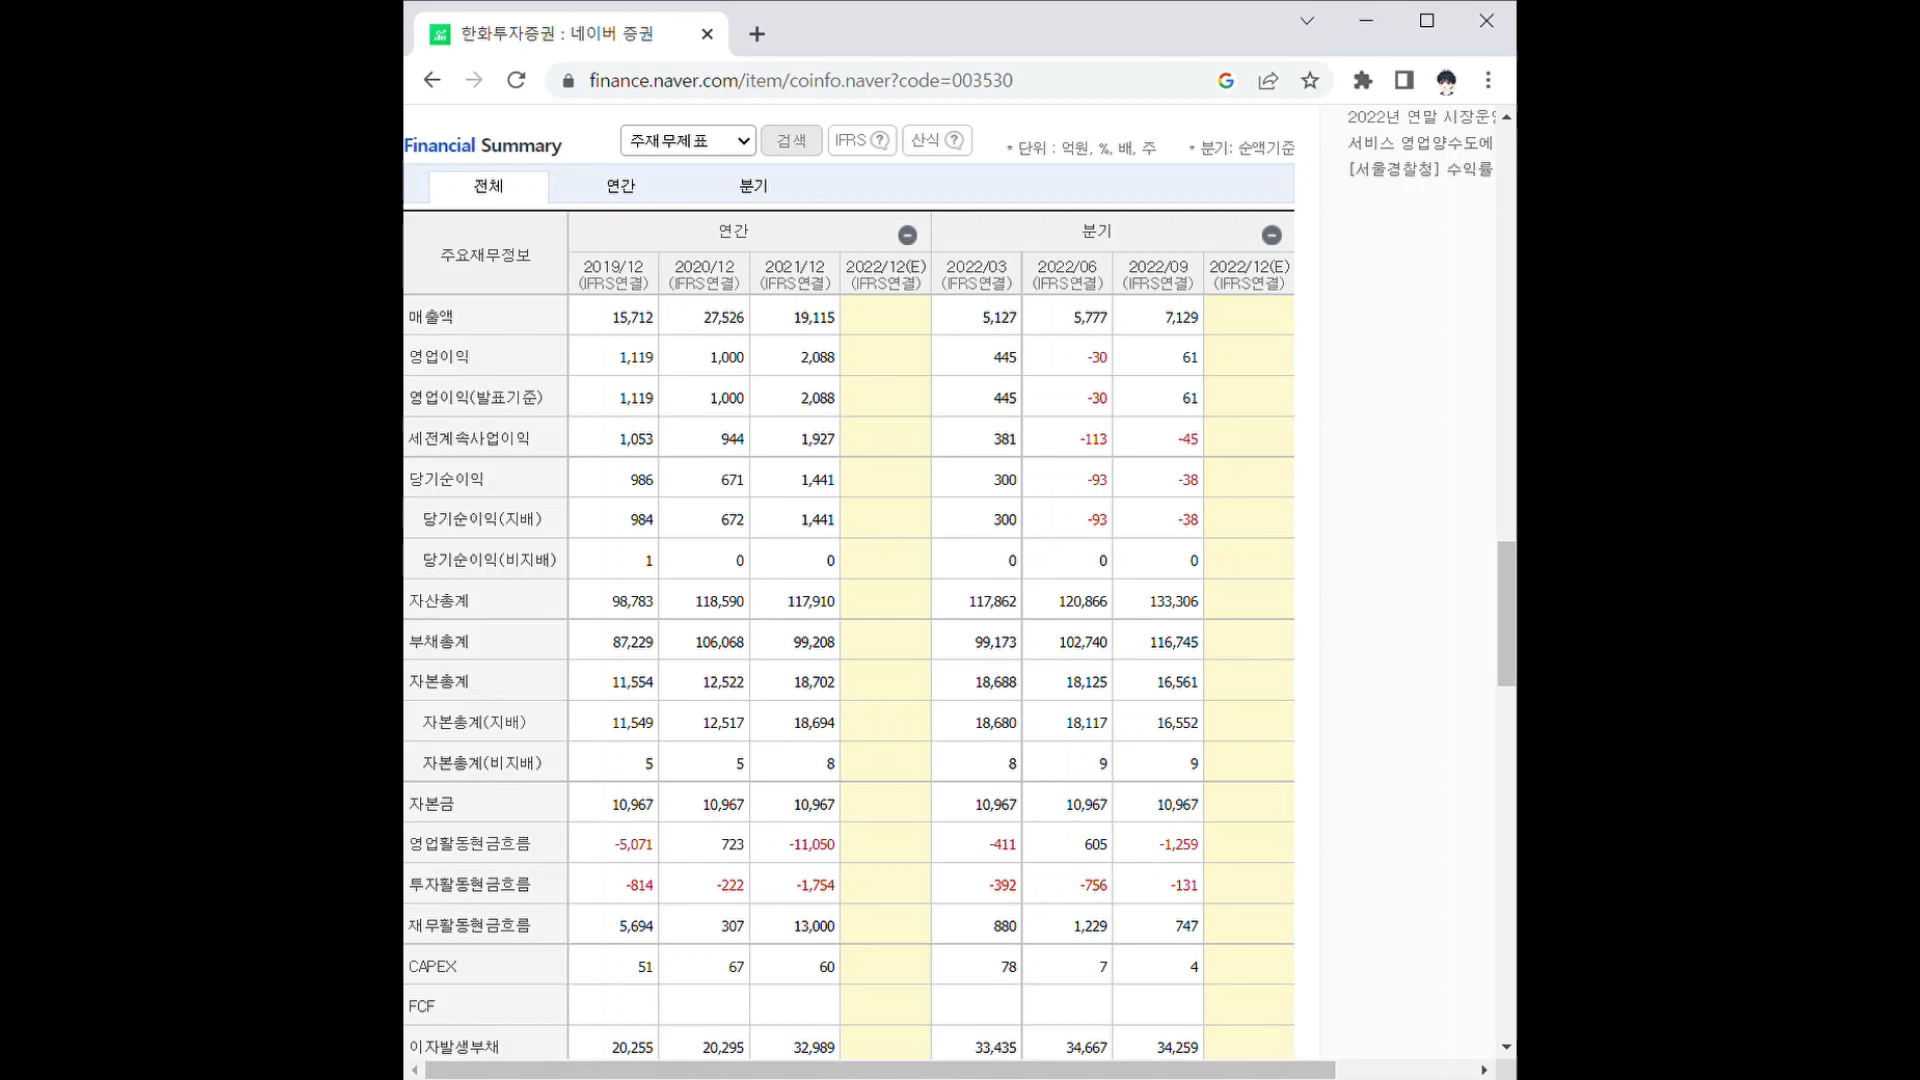 한화투자증권 : 네이버 증권
finance.naver.com/item/coinfo.naver?code=003530
2022년 연말 시장운영
서비스 영업양수도에
[서울경찰청] 수익률
Financial Summary 주재무제표 검색 IFRS ? 산식 ? * 단위 : 억원, %, 배, 주 * 분기: 순액기준
전체 연간 분기
주요재무정보 연간 분기
2019/12 2020/12 2021/12 2022/12(E) 2022/03 2022/06 2022/09 2022/12(E)
(IFRS연결) (IFRS연결) (IFRS연결) (IFRS연결) (IFRS연결) (IFRS연결) (IFRS연결) (IFRS연결)
매출액 15,712 27,526 19,115 5,127 5,777 7,129
영업이익 1,119 1,000 2,088 445 -30 61
영업이익(발표기준) 1,119 1,000 2,088 445 -30 61
세전계속사업이익 1,053 944 1,927 381 -113 -45
당기순이익 986 671 1,441 300 -93 -38
당기순이익(지배) 984 672 1,441 300 -93 -38
당기순이익(비지배) 1 0 0 0 0 0
자산총계 98,783 118,590 117,910 117,862 120,866 133,306
부채총계 87,229 106,068 99,208 99,173 102,740 116,745
자본총계 11,554 12,522 18,702 18,688 18,125 16,561
자본총계(지배) 11,549 12,517 18,694 18,680 18,117 16,552
자본총계(비지배) 5 5 8 8 9 9
자본금 10,967 10,967 10,967 10,967 10,967 10,967
영업활동현금흐름 -5,071 723 -11,050 -411 605 -1,259
투자활동현금흐름 -814 -222 -1,754 -392 -756 -131
재무활동현금흐름 5,694 307 13,000 880 1,229 747
CAPEX 51 67 60 78 7 4
FCF
이자발생부채 20,255 20,295 32,989 33,435 34,667 34,259